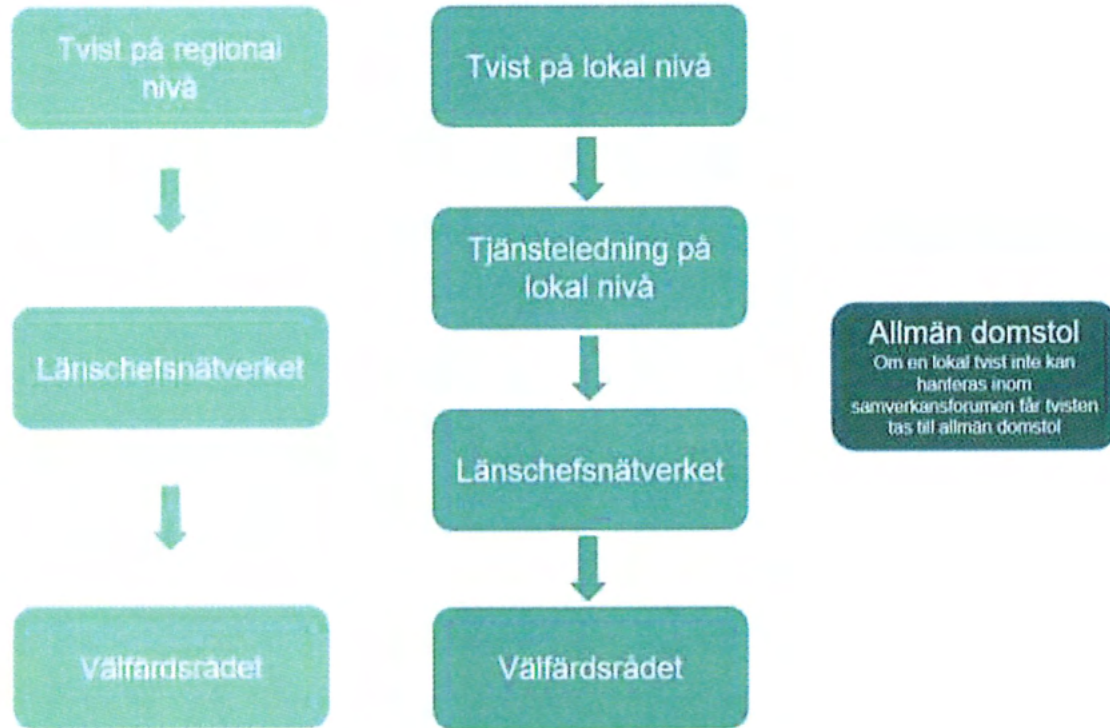 Tvist på regional
nivå
Länschefsnätverket
Välfärdsrådet
Tvist på lokal nivå
Tjänsteledning på
lokal nivå
Länschefsnätverket
Välfärdsrådet
Allmän domstol
Om en lokal tvist inte kan
hanteras inom
samverkansforumen får tvisten
tas till allmän domstol